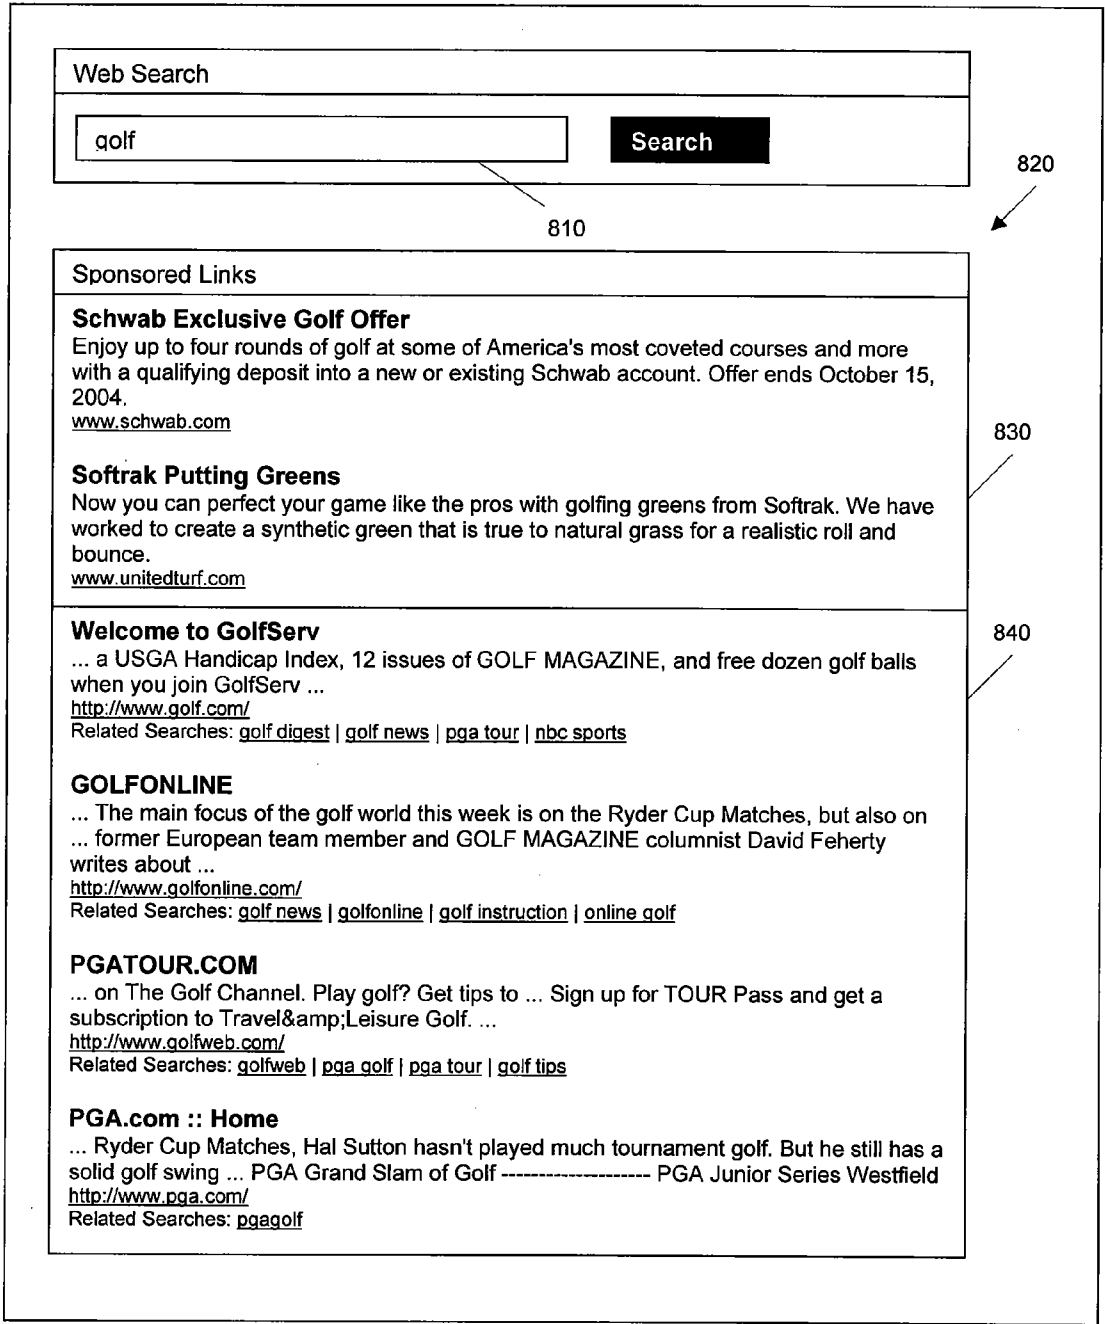 Web Search
golf
Search
820
810
Sponsored Links
Schwab Exclusive Golf Offer
Enjoy up to four rounds of golf at some of America's most coveted courses and more
with a qualifying deposit into a new or existing Schwab account. Offer ends October 15,
2004.
www.schwab.com
830
Softrak Putting Greens
Now you can perfect your game like the pros with golfing greens from Softrak. We have
worked to create a synthetic green that is true to natural grass for a realistic roll and
bounce.
www.unitedturf.com
Welcome to GolfServ
840
... a USGA Handicap Index, 12 issues of GOLF MAGAZINE, and free dozen golf balls
when you join GolfServ ...
http://www.golf.com/
Related Searches: golf digest | golf news | pga tour | nbc sports
GOLFONLINE
... The main focus of the golf world this week is on the Ryder Cup Matches, but also on
... former European team member and GOLF MAGAZINE columnist David Feherty
writes about ...
http://www.golfonline.com/
Related Searches: golf news | golfonline | golf instruction | online golf
PGATOUR.COM
... on The Golf Channel. Play golf? Get tips to ... Sign up for TOUR Pass and get a
subscription to Travel&amp;Leisure Golf. ...
http://www.golfweb.com/
Related Searches: golfweb | pga golf | pga tour | golf tips
PGA.com :: Home
... Ryder Cup Matches, Hal Sutton hasn't played much tournament golf. But he still has a
solid golf swing ... PGA Grand Slam of Golf -------------------- PGA Junior Series Westfield
http://www.pga.com/
Related Searches: pgagolf